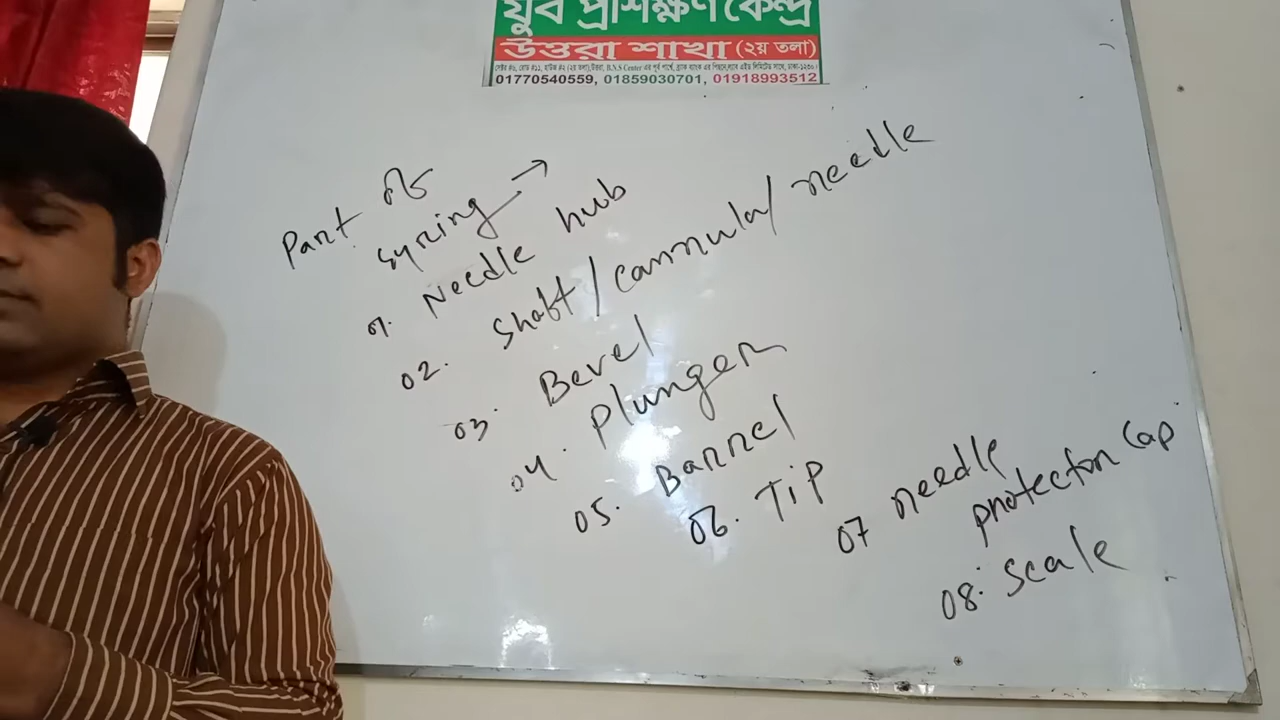 যুব প্রশিক্ষণ কেন্দ্র
উত্তরা শাখা (২য় তলা)
01770540559, 01859030701, 01918993512
Part of
Syring →
01. Needle hub
02. Shaft / cannula / needle
03. Bevel
04. Plunger
05. Barrel
06. Tip
07 needle
protector Cap
08. Scale